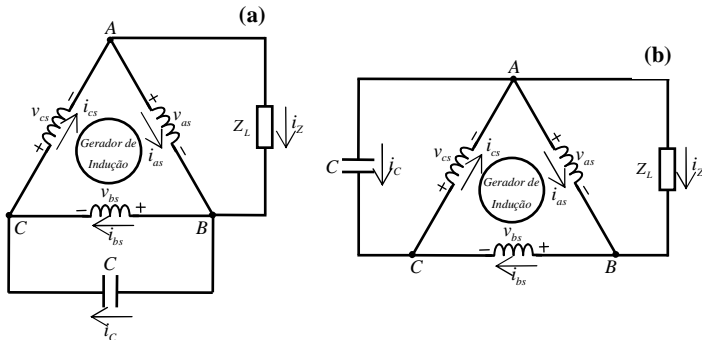 (a)
A
v_cs
i_cs
v_as
i_as
Gerador de
Indução
Z_L
i_Z
v_bs
i_bs
C
B
C
i_C
+
−
+
−
−
+
(b)
A
C
i_C
v_cs
i_cs
v_as
i_as
Gerador de
Indução
Z_L
i_Z
v_bs
i_bs
C
B
+
−
+
−
−
+